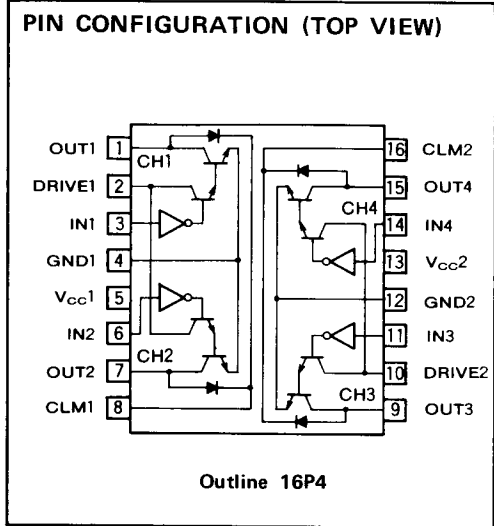 PIN CONFIGURATION (TOP VIEW)
OUT1 1
CH1
16 CLM2
DRIVE1 2
15 OUT4
CH4
IN1 3
14 IN4
GND1 4
13 Vcc2
Vcc1 5
12 GND2
IN2 6
11 IN3
OUT2 7
CH2
10 DRIVE2
CH3
CLM1 8
9 OUT3
Outline 16P4